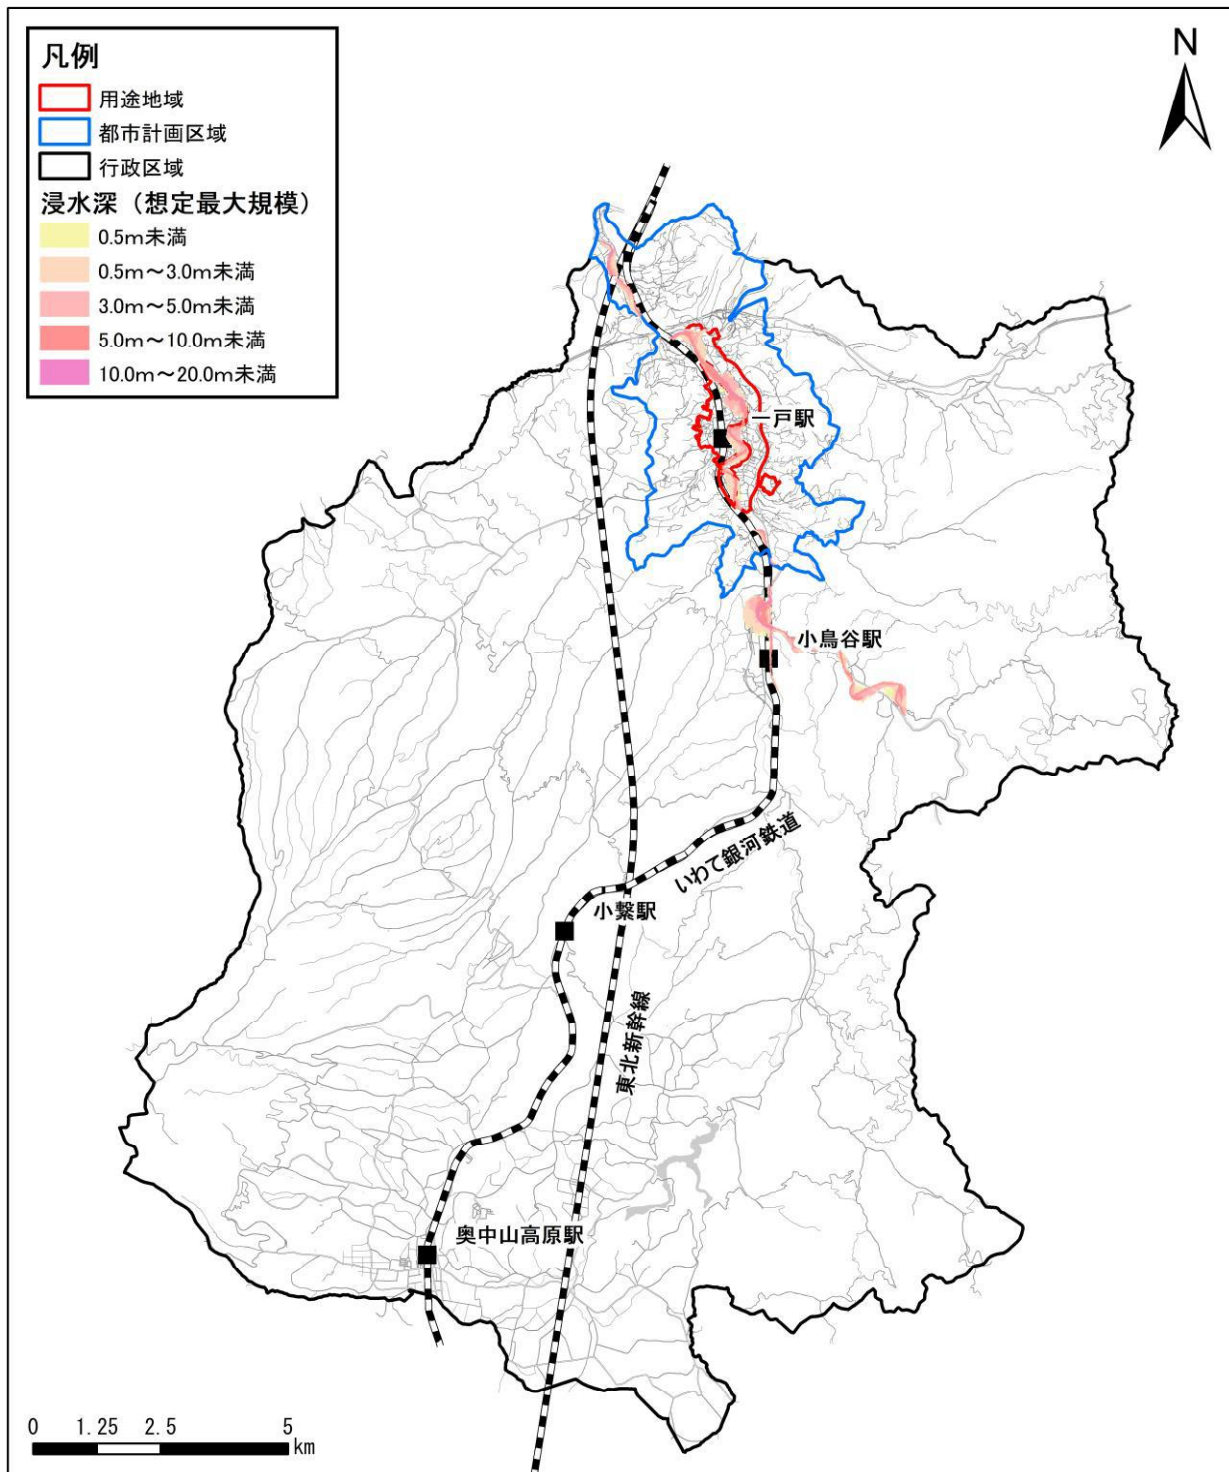 凡例
用途地域
都市計画区域
行政区域
浸水深（想定最大規模）
0.5m未満
0.5m～3.0m未満
3.0m～5.0m未満
5.0m～10.0m未満
10.0m～20.0m未満
N
一戸駅
小鳥谷駅
いわて銀河鉄道
小繋駅
東北新幹線
奥中山高原駅
0 1.25 2.5 5
km